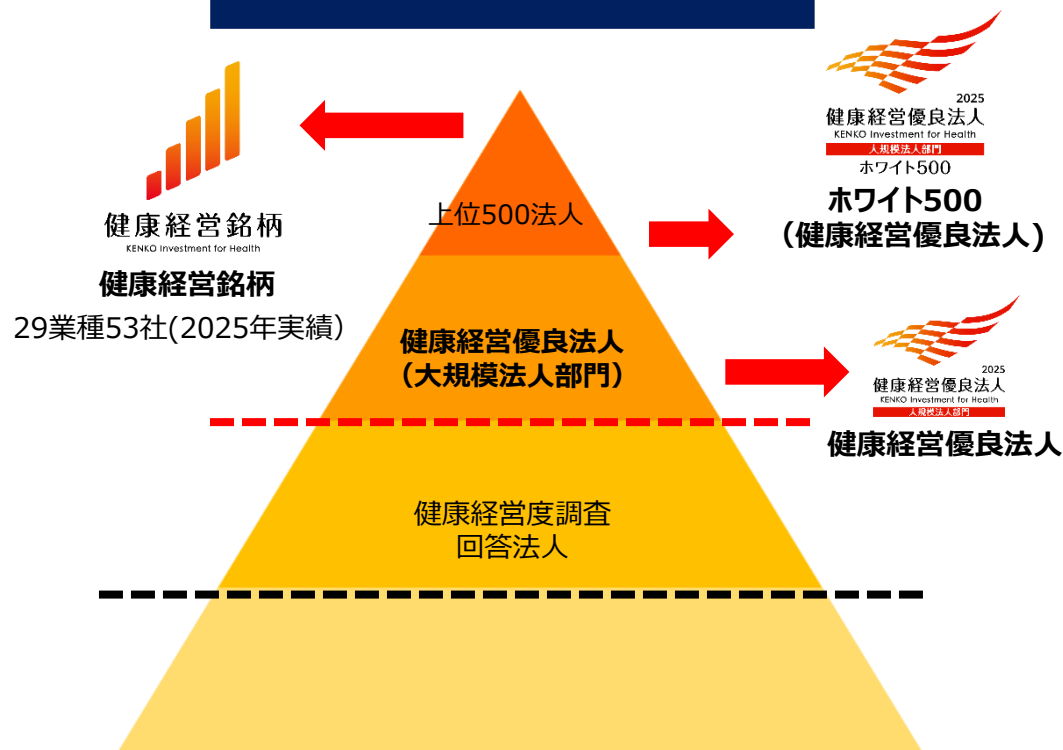 健康経営銘柄
KENKO Investment for Health
健康経営銘柄
29業種53社(2025年実績）
上位500法人
2025
健康経営優良法人
KENKO Investment for Health
大規模法人部門
ホワイト500
ホワイト500
（健康経営優良法人)
健康経営優良法人
（大規模法人部門）
2025
健康経営優良法人
KENKO Investment for Health
大規模法人部門
健康経営優良法人
健康経営度調査
回答法人